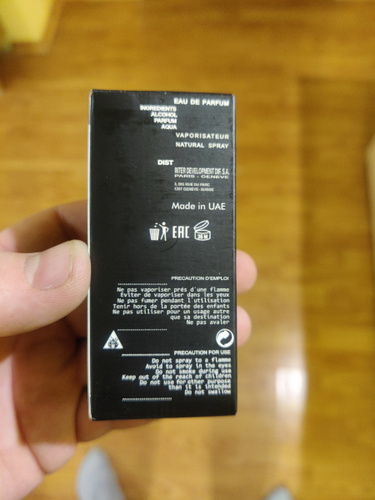 EAU DE PARFUM
INGREDIENTS
ALCOHOL
PARFUM
AQUA
VAPORISATEUR
NATURAL SPRAY
DIST
INTER DEVELOPMENT DIF. S.A.
PARIS - GENEVE
Made in UAE
EAC
36 M
PRECAUTION D'EMPLOI
Ne pas vaporiser prés d'une flamme
Eviter de vaporiser dans les yeux
Ne pas fumer pendant l'utilisation
Tenir hors de la portée des enfants
Ne pas utiliser pour un usage autre
que sa destination
Ne pas avaler
PRECAUTION FOR USE
Do not spray to a flame
Avoid to spray in the eyes
Do not smoke during use
Keep out of the reach of children
Do not use for other purpose
than it is intended
Do not swallow